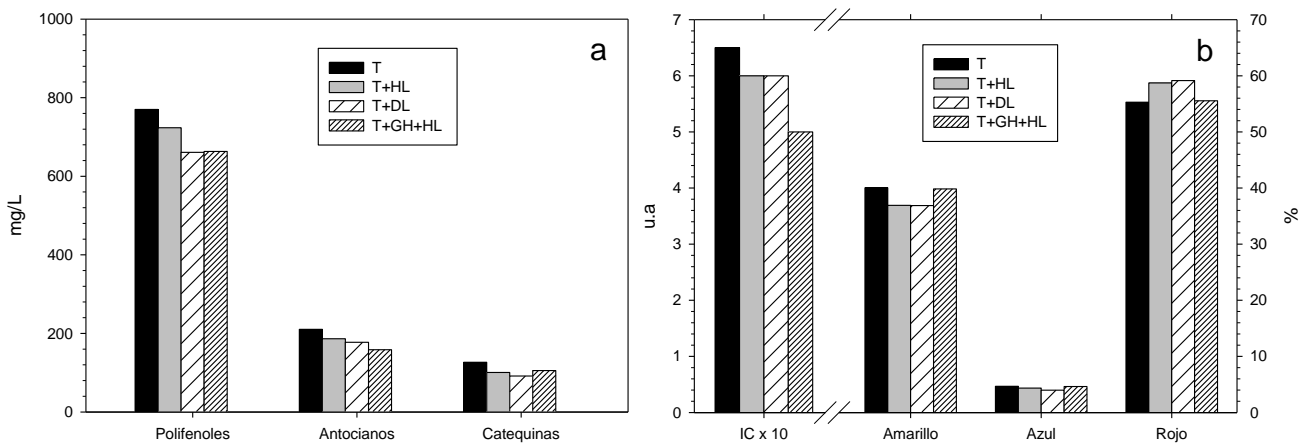 a
mg/L
1000
800
600
400
200
0
T
T+HL
T+DL
T+GH+HL
Polifenoles Antocianos Catequinas
b
u.a
7
6
5
4
3
2
1
0
T
T+HL
T+DL
T+GH+HL
70
60
50
40
30
20
10
0
%
IC x 10 Amarillo Azul Rojo